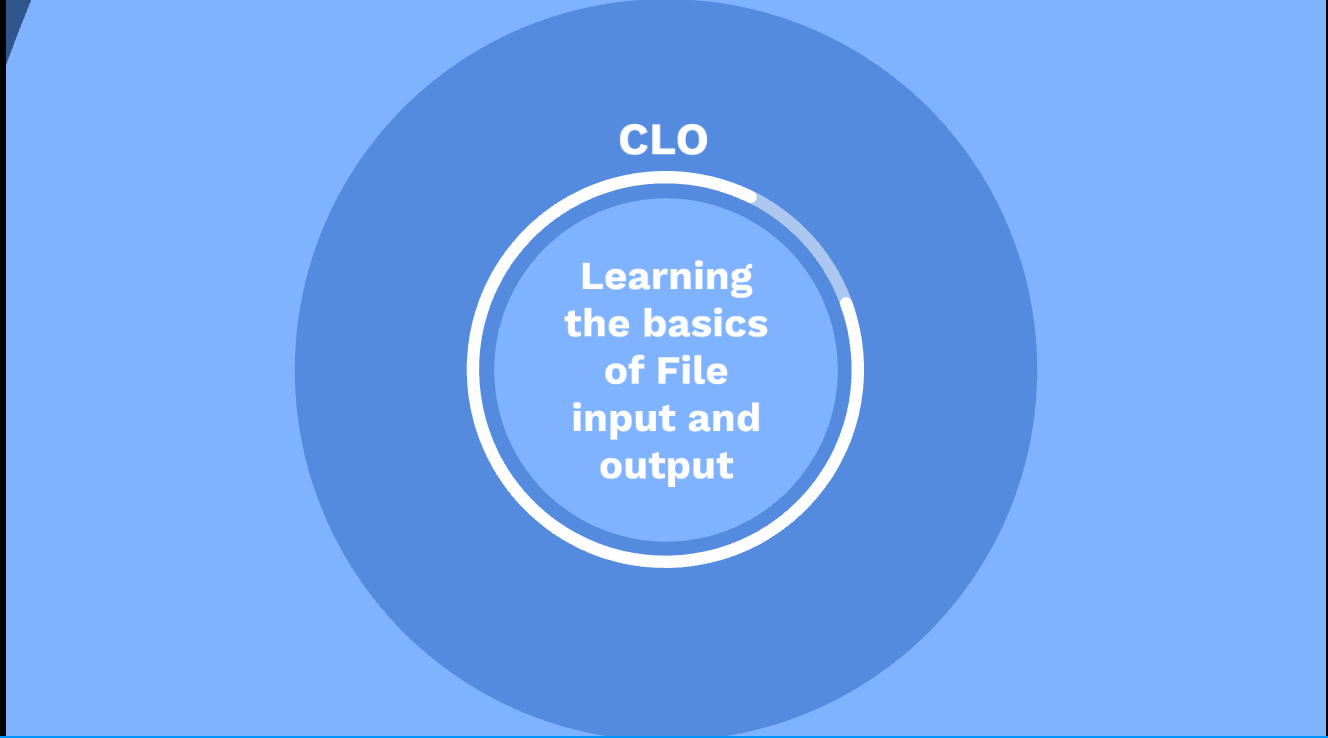 CLO
Learning
the basics
of File
input and
output